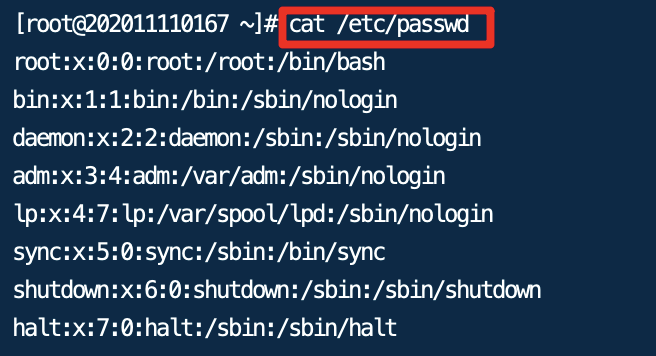 [root@202011110167 ~]# cat /etc/passwd
root:x:0:0:root:/root:/bin/bash
bin:x:1:1:bin:/bin:/sbin/nologin
daemon:x:2:2:daemon:/sbin:/sbin/nologin
adm:x:3:4:adm:/var/adm:/sbin/nologin
lp:x:4:7:lp:/var/spool/lpd:/sbin/nologin
sync:x:5:0:sync:/sbin:/bin/sync
shutdown:x:6:0:shutdown:/sbin:/sbin/shutdown
halt:x:7:0:halt:/sbin:/sbin/halt